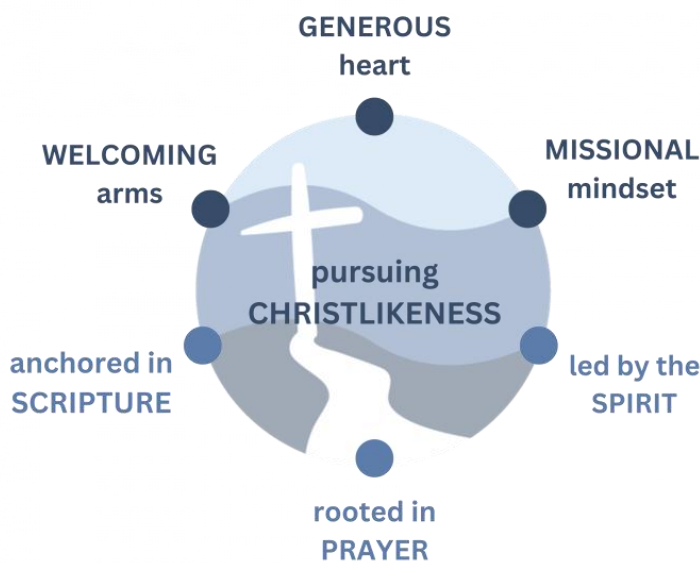 GENEROUS
heart
WELCOMING
arms
MISSIONAL
mindset
pursuing
CHRISTLIKENESS
anchored in
SCRIPTURE
led by the
SPIRIT
rooted in
PRAYER